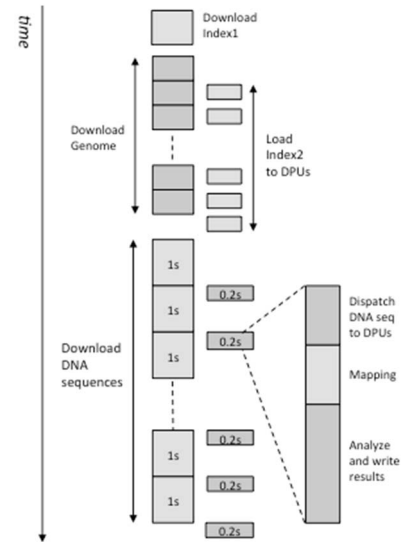 time
Download
Index1
Download
Genome
Load
Index2
to DPUs
1s
0.2s
1s
0.2s
1s
Download
DNA
sequences
Dispatch
DNA seq
to DPUs
Mapping
Analyze
and write
results
0.2s
1s
0.2s
1s
0.2s